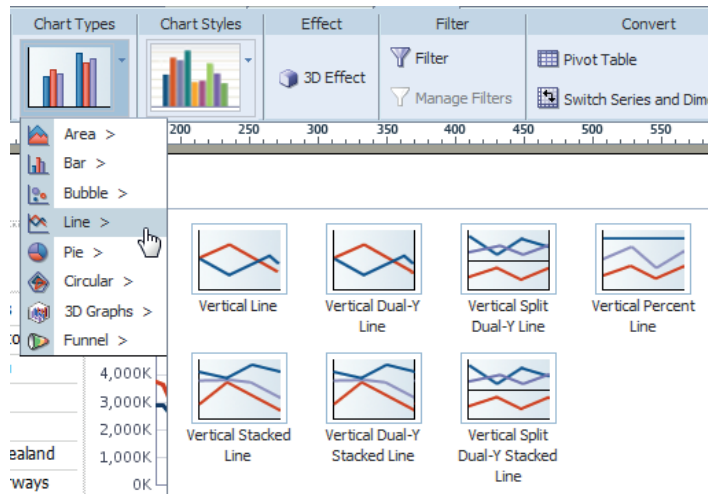 Chart Types
Chart Styles
Effect
Filter
Convert
3D Effect
Filter
Manage Filters
Pivot Table
Switch Series and Dim
200 250 300 350 400 450 500 550
Area >
Bar >
Bubble >
Line >
Pie >
Circular >
3D Graphs >
Funnel >
Vertical Line
Vertical Dual-Y
Line
Vertical Split
Dual-Y Line
Vertical Percent
Line
Vertical Stacked
Line
Vertical Dual-Y
Stacked Line
Vertical Split
Dual-Y Stacked
Line
4,000K
3,000K
2,000K
1,000K
0K
ealand
rways